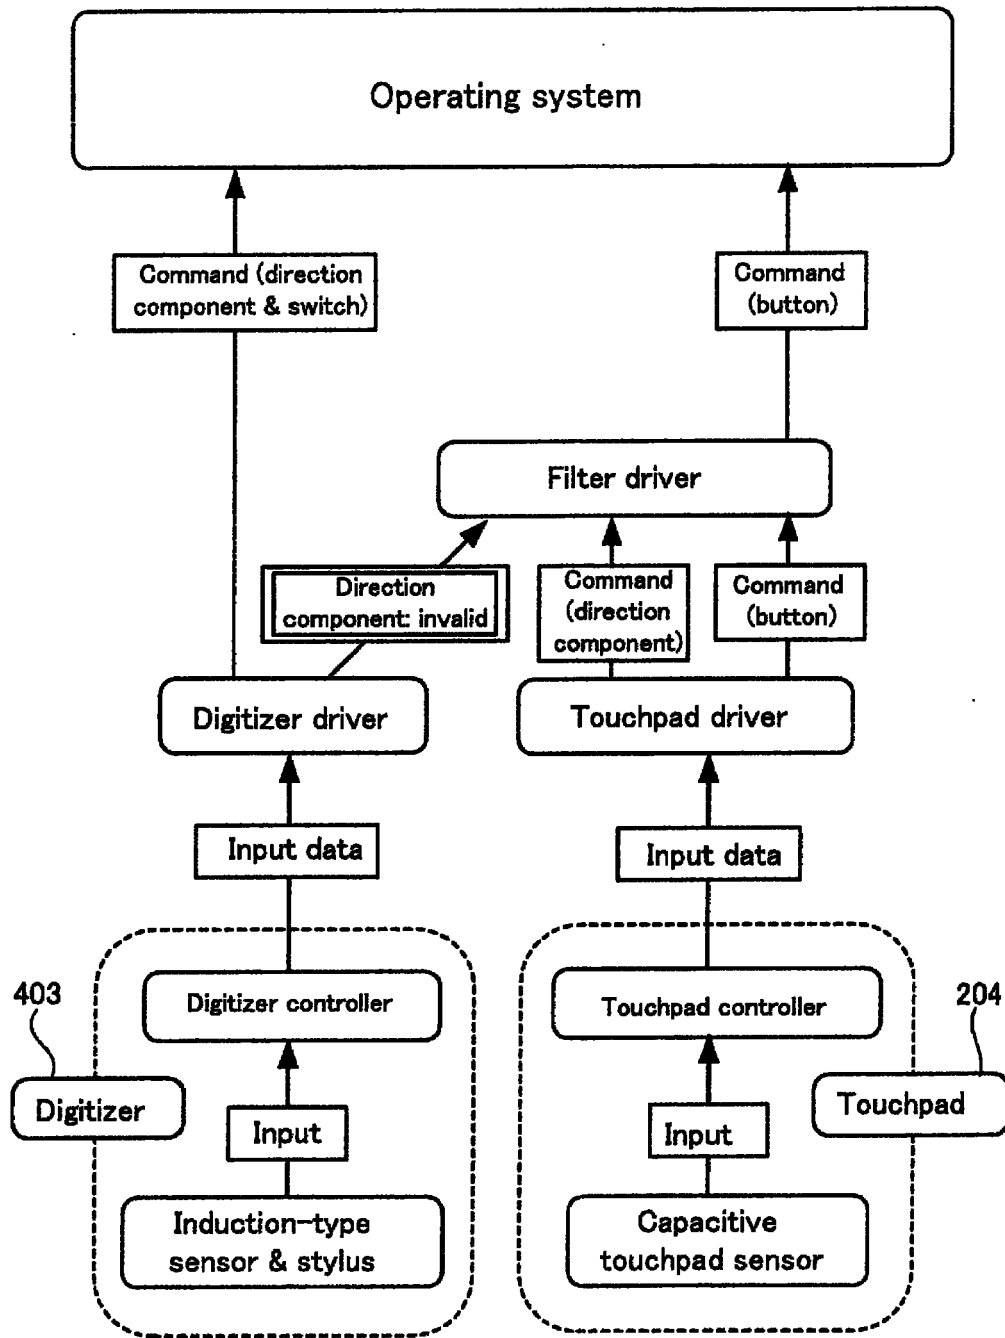 Operating system
Command (direction
component & switch)
Command
(button)
Filter driver
Direction
component: invalid
Command
(direction
component)
Command
(button)
Digitizer driver
Touchpad driver
Input data
Input data
403
Digitizer controller
Touchpad controller
204
Digitizer
Input
Input
Touchpad
Induction-type
sensor & stylus
Capacitive
touchpad sensor